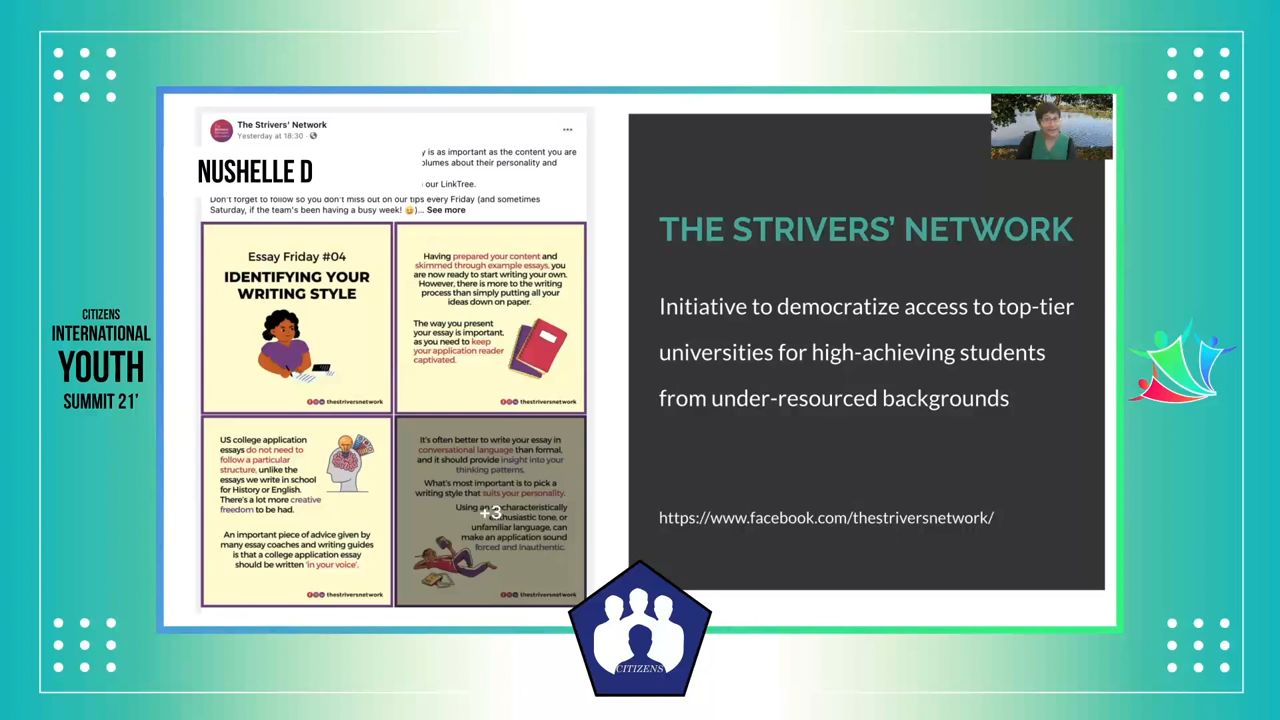 CITIZENS
INTERNATIONAL
YOUTH
SUMMIT 21'
The Strivers' Network
Yesterday at 18:30 ·
NUSHELLE D
is as important as the content you are
about their personality and
our LinkTree.
Don't forget to follow so you don't miss out on our tips every Friday (and sometimes
Saturday, if the team's been having a busy week! 😅)... See more
Essay Friday #04
IDENTIFYING YOUR
WRITING STYLE
thestriversnetwork
Having prepared your content and
skimmed through example essays, you
are now ready to start writing your own.
However, there is more to the writing
process than simply putting all your
ideas down on paper.
The way you present
your essay is important,
as you need to keep
your application reader
captivated.
thestriversnetwork
US college application
essays do not need to
follow a particular
structure, unlike the
essays we write in school
for History or English.
There's a lot more creative
freedom to be had.
An important piece of advice given by
many essay coaches and writing guides
is that a college application essay
should be written 'in your voice'.
thestriversnetwork
It's often better to write your essay in
conversational language than formal,
and it should provide insight into your
thinking patterns.
What's most important is to pick a
writing style that suits your personality.
Using an
+3
tone, or
unfamiliar language, can
make an application sound
forced and inauthentic.
thestriversnetwork
THE STRIVERS' NETWORK
Initiative to democratize access to top-tier
universities for high-achieving students
from under-resourced backgrounds
https://www.facebook.com/thestriversnetwork/
CITIZENS